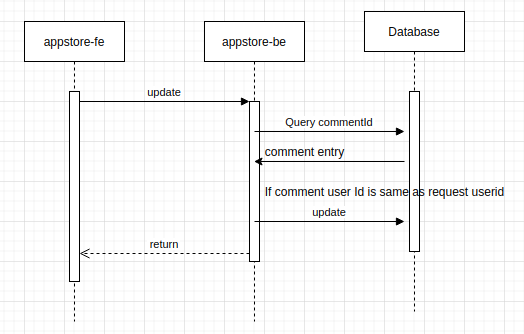 appstore-fe
appstore-be
Database
update
Query commentId
comment entry
If comment user Id is same as request userid
update
return